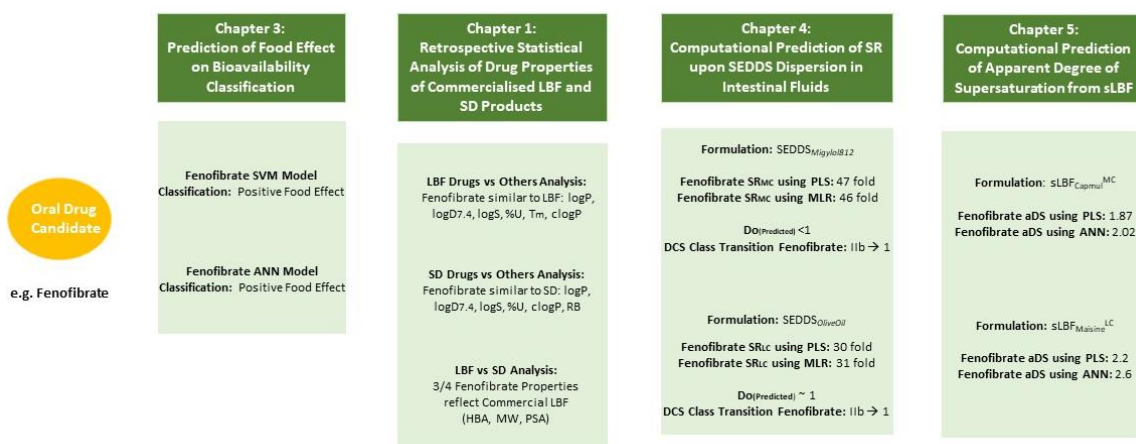 Oral Drug
Candidate
e.g. Fenofibrate
Chapter 3:
Prediction of Food Effect
on Bioavailability
Classification
Fenofibrate SVM Model
Classification: Positive Food Effect
Fenofibrate ANN Model
Classification: Positive Food Effect
Chapter 1:
Retrospective Statistical
Analysis of Drug Properties
of Commercialised LBF and
SD Products
LBF Drugs vs Others Analysis:
Fenofibrate similar to LBF: logP,
logD7.4, logS, %U, Tm, clogP
SD Drugs vs Others Analysis:
Fenofibrate similar to SD: logP,
logD7.4, logS, %U, clogP, RB
LBF vs SD Analysis:
3/4 Fenofibrate Properties
reflect Commercial LBF
(HBA, MW, PSA)
Chapter 4:
Computational Prediction of SR
upon SEDDS Dispersion in
Intestinal Fluids
Formulation: SEDDSMigylol812
Fenofibrate SRMC using PLS: 47 fold
Fenofibrate SRMC using MLR: 46 fold
Do(Predicted) <1
DCS Class Transition Fenofibrate: IIb → 1
Formulation: SEDDSOliveOil
Fenofibrate SRLC using PLS: 30 fold
Fenofibrate SRLC using MLR: 31 fold
Do(Predicted) ~ 1
DCS Class Transition Fenofibrate: IIb → 1
Chapter 5:
Computational Prediction
of Apparent Degree of
Supersaturation from sLBF
Formulation: sLBFCapmulMC
Fenofibrate aDS using PLS: 1.87
Fenofibrate aDS using ANN: 2.02
Formulation: sLBFMaisineLC
Fenofibrate aDS using PLS: 2.2
Fenofibrate aDS using ANN: 2.6